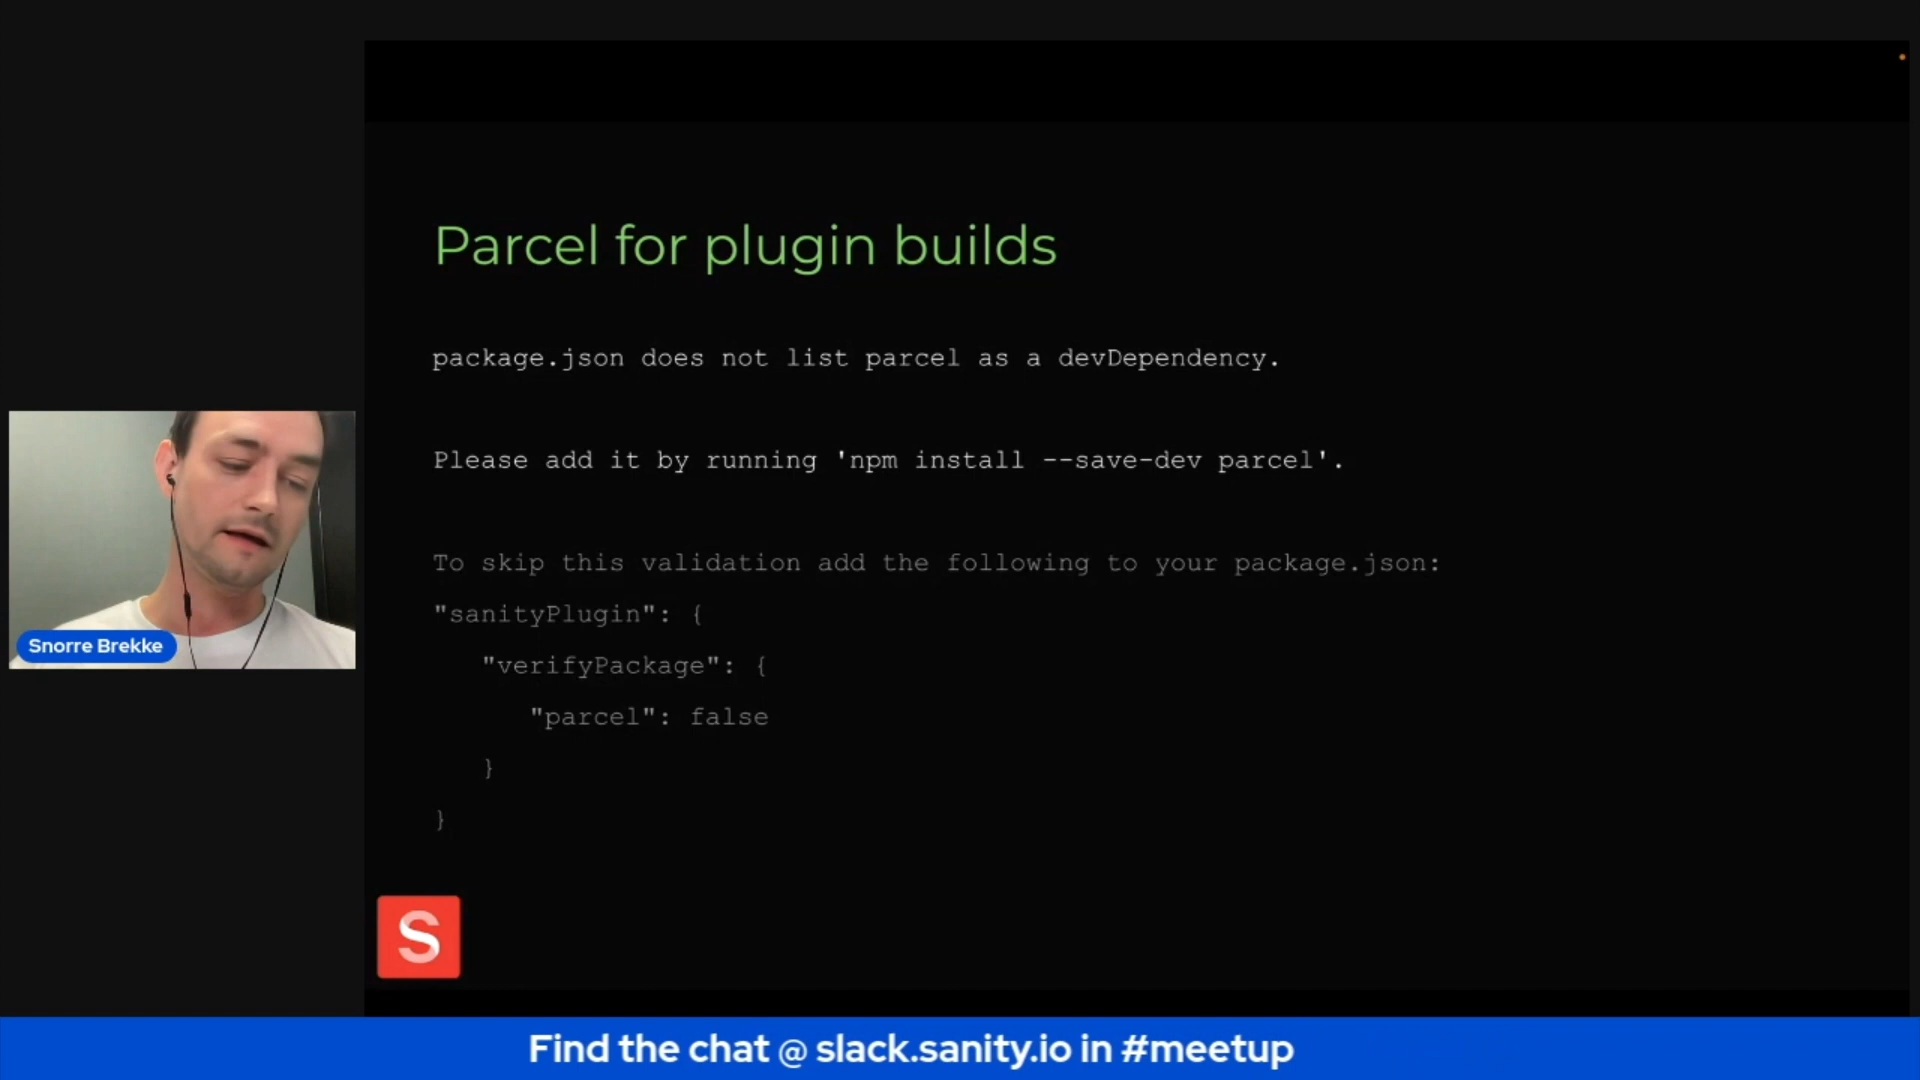 Parcel for plugin builds
package.json does not list parcel as a devDependency.
Please add it by running 'npm install --save-dev parcel'.
To skip this validation add the following to your package.json:
"sanityPlugin": {
"verifyPackage": {
"parcel": false
}
}
Snorre Brekke
S
Find the chat @ slack.sanity.io in #meetup